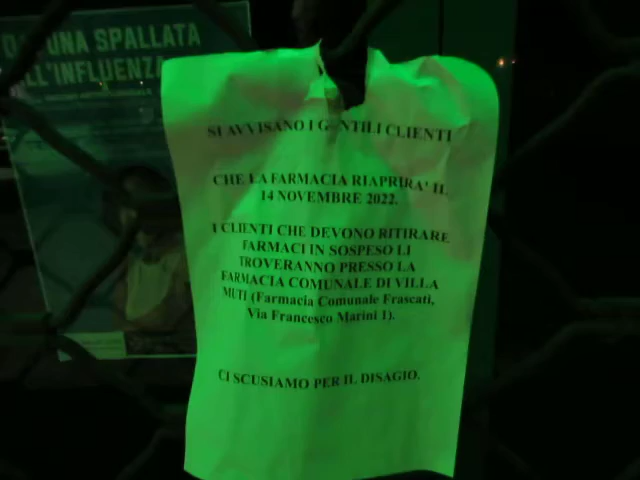 DAI UNA SPALLATA
ALL'INFLUENZA
SI AVVISANO I GENTILI CLIENTI
CHE LA FARMACIA RIAPRIRA' IL
14 NOVEMBRE 2022.
I CLIENTI CHE DEVONO RITIRARE
FARMACI IN SOSPESO LI
TROVERANNO PRESSO LA
FARMACIA COMUNALE DI VILLA
MUTI (Farmacia Comunale Frascati,
Via Francesco Marini 1).
CI SCUSIAMO PER IL DISAGIO.